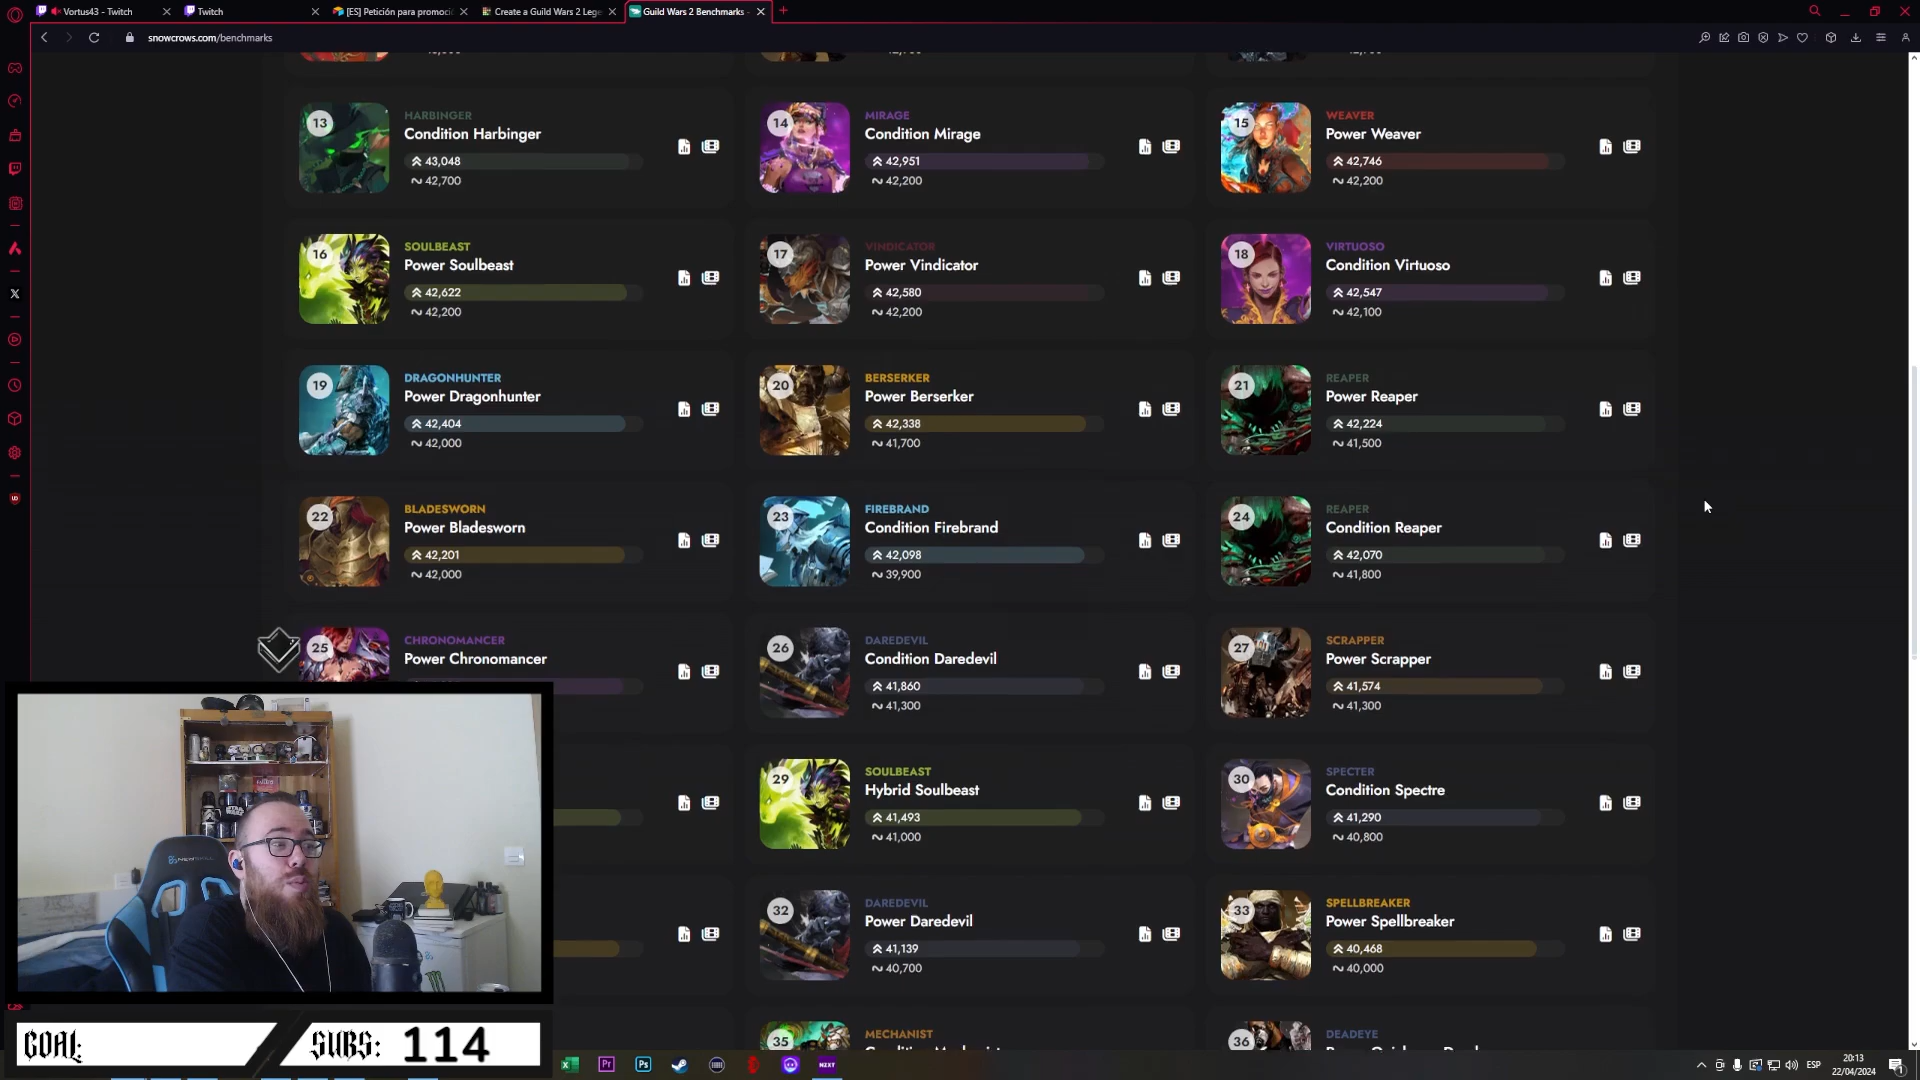 Vortus43 - Twitch
Twitch
[ES] Petición para promoci
Create a Guild Wars 2 Lege
Guild Wars 2 Benchmarks -
snowcrows.com/benchmarks
13
HARBINGER
Condition Harbinger
43,048
42,700
14
MIRAGE
Condition Mirage
42,951
42,200
15
WEAVER
Power Weaver
42,746
42,200
16
SOULBEAST
Power Soulbeast
42,622
42,200
17
VINDICATOR
Power Vindicator
42,580
42,200
18
VIRTUOSO
Condition Virtuoso
42,547
42,100
19
DRAGONHUNTER
Power Dragonhunter
42,404
42,000
20
BERSERKER
Power Berserker
42,338
41,700
21
REAPER
Power Reaper
42,224
41,500
22
BLADESWORN
Power Bladesworn
42,201
42,000
23
FIREBRAND
Condition Firebrand
42,098
39,900
24
REAPER
Condition Reaper
42,070
41,800
25
CHRONOMANCER
Power Chronomancer
26
DAREDEVIL
Condition Daredevil
41,860
41,300
27
SCRAPPER
Power Scrapper
41,574
41,300
29
SOULBEAST
Hybrid Soulbeast
41,493
41,000
30
SPECTER
Condition Spectre
41,290
40,800
32
DAREDEVIL
Power Daredevil
41,139
40,700
33
SPELLBREAKER
Power Spellbreaker
40,468
40,000
35
MECHANIST
36
DEADEYE
GOAL:
SUBS: 114
Pr
Ps
NZXT
ESP
20:13
22/04/2024